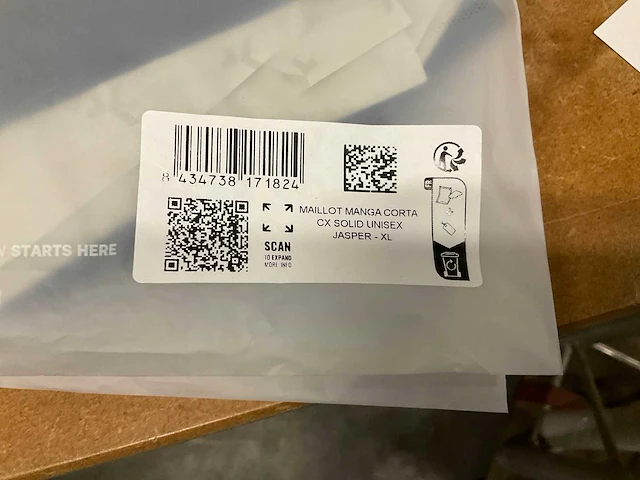 8 434738 171824
MAILLOT MANGA CORTA
CX SOLID UNISEX
JASPER - XL
SCAN
TO EXPAND
MORE INFO
STARTS HERE